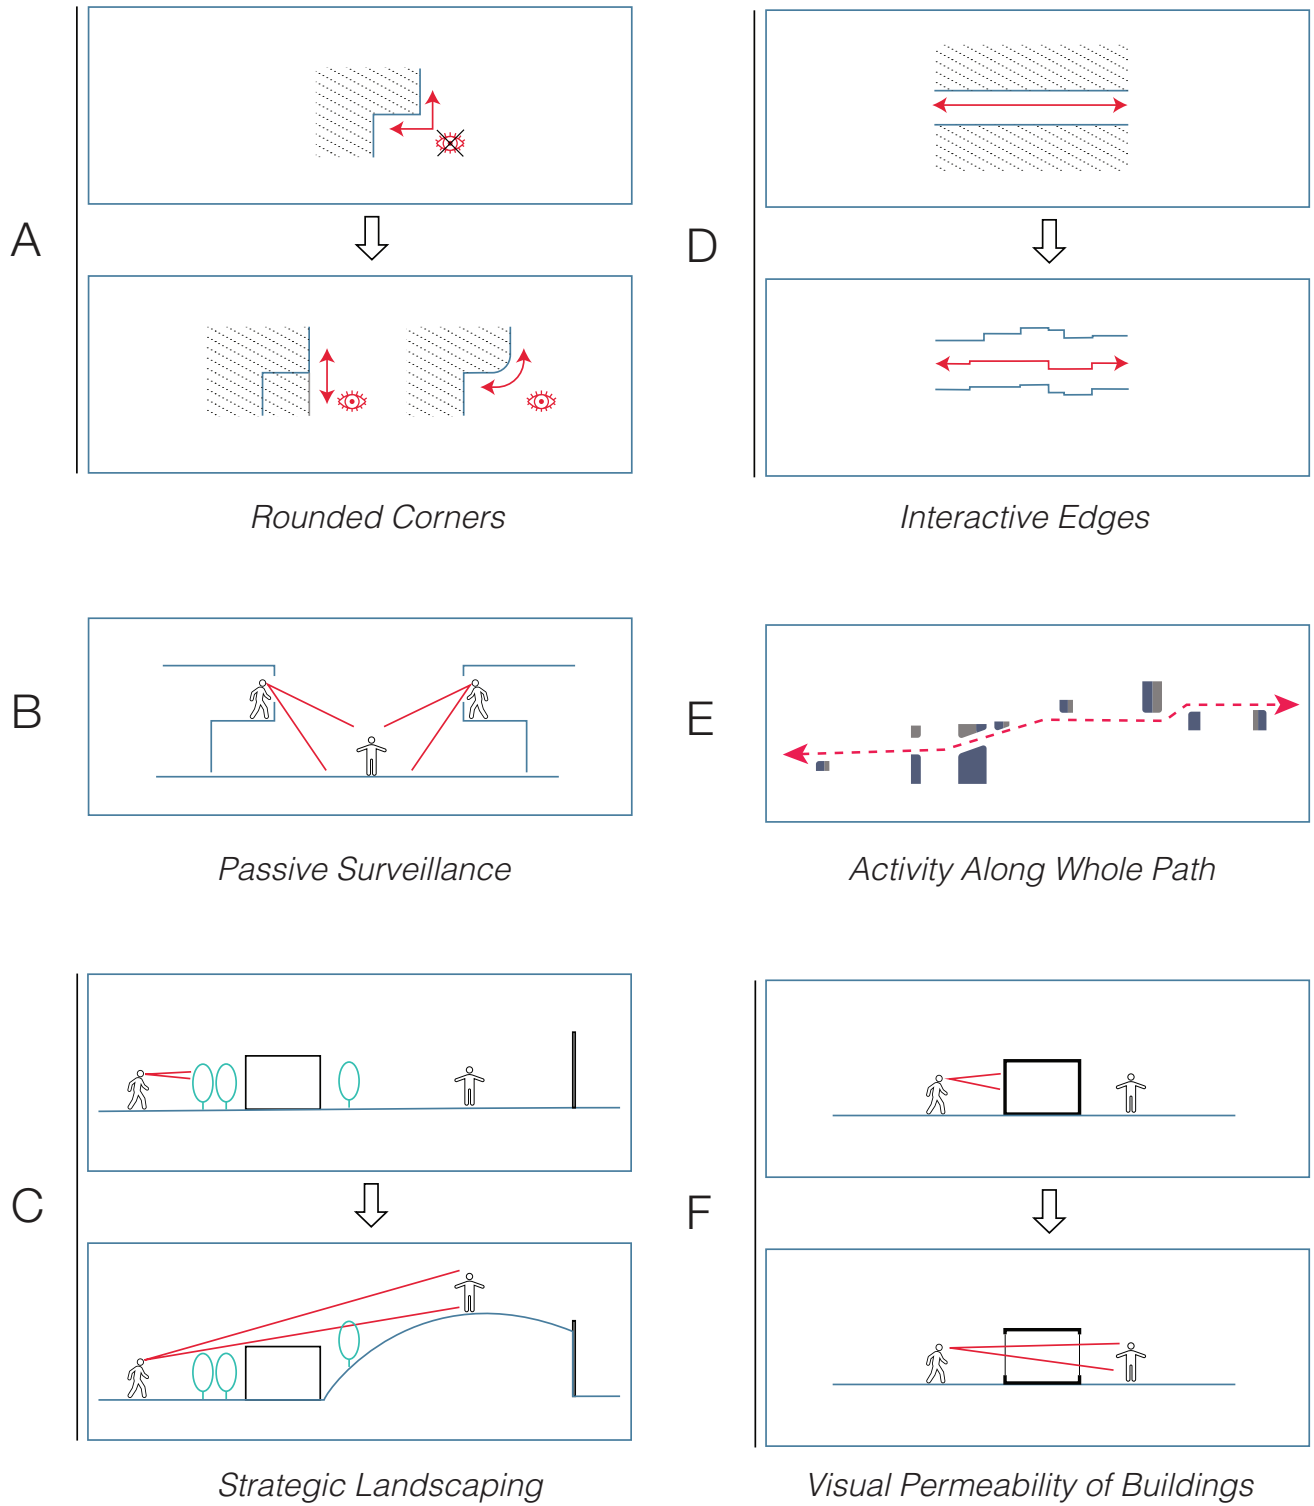 A
Rounded Corners
B
Passive Surveillance
C
Strategic Landscaping
D
Interactive Edges
E
Activity Along Whole Path
F
Visual Permeability of Buildings